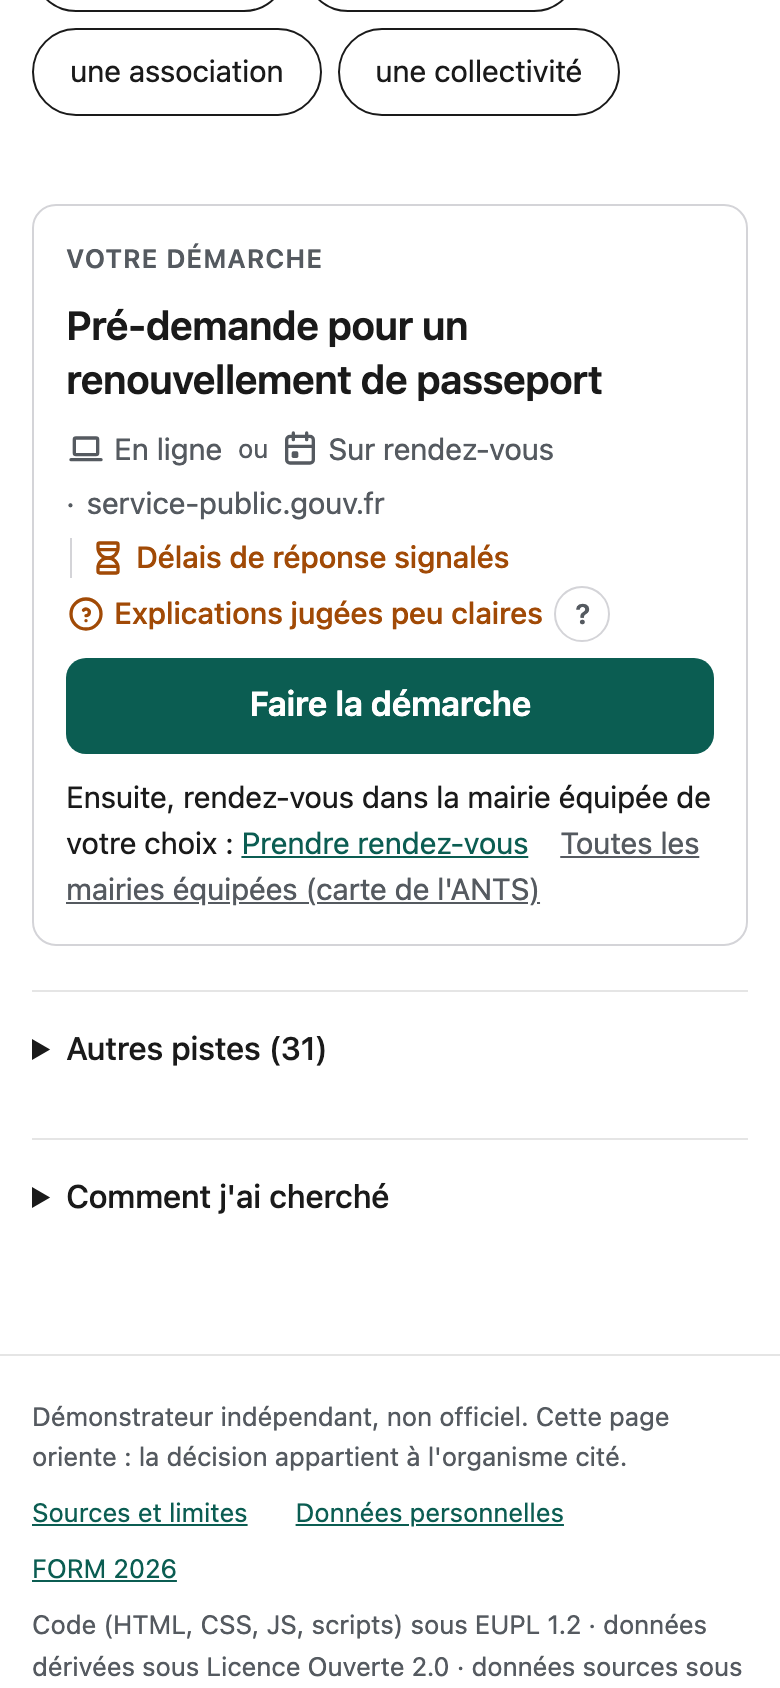 une association
une collectivité
VOTRE DÉMARCHE
Pré-demande pour un
renouvellement de passeport
En ligne ou Sur rendez-vous
· service-public.gouv.fr
Délais de réponse signalés
Explications jugées peu claires ?
Faire la démarche
Ensuite, rendez-vous dans la mairie équipée de
votre choix : Prendre rendez-vous Toutes les
mairies équipées (carte de l'ANTS)
Autres pistes (31)
Comment j'ai cherché
Démonstrateur indépendant, non officiel. Cette page
oriente : la décision appartient à l'organisme cité.
Sources et limites Données personnelles
FORM 2026
Code (HTML, CSS, JS, scripts) sous EUPL 1.2 · données
dérivées sous Licence Ouverte 2.0 · données sources sous